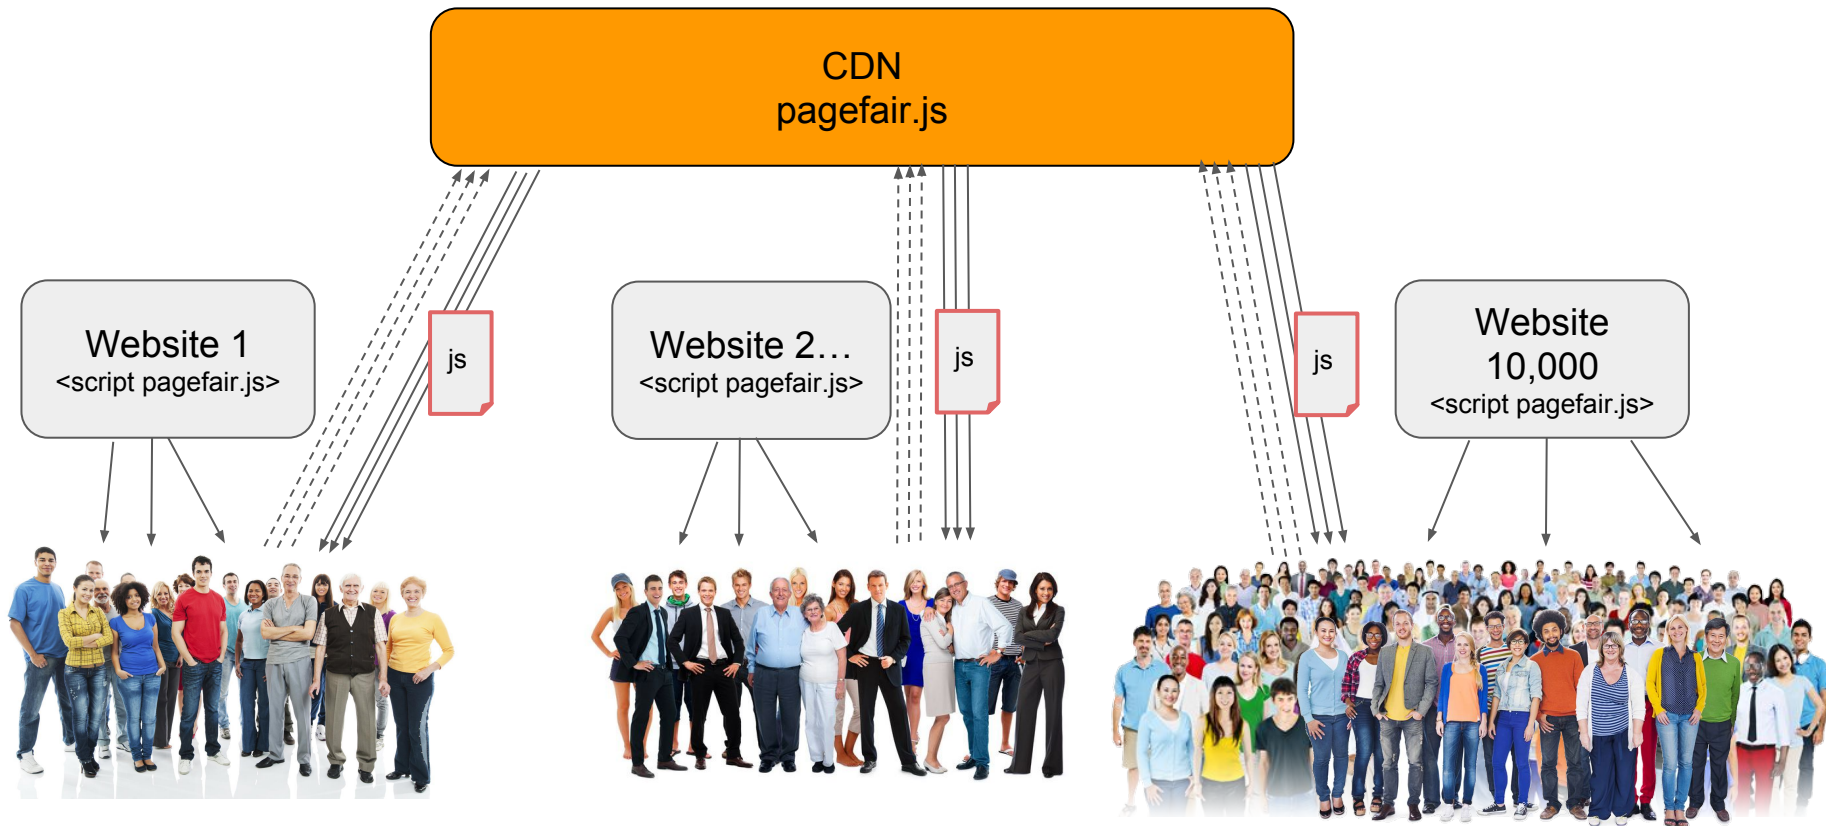 CDN
pagefair.js
Website 1
<script pagefair.js>
js
Website 2…
<script pagefair.js>
js
js
Website
10,000
<script pagefair.js>